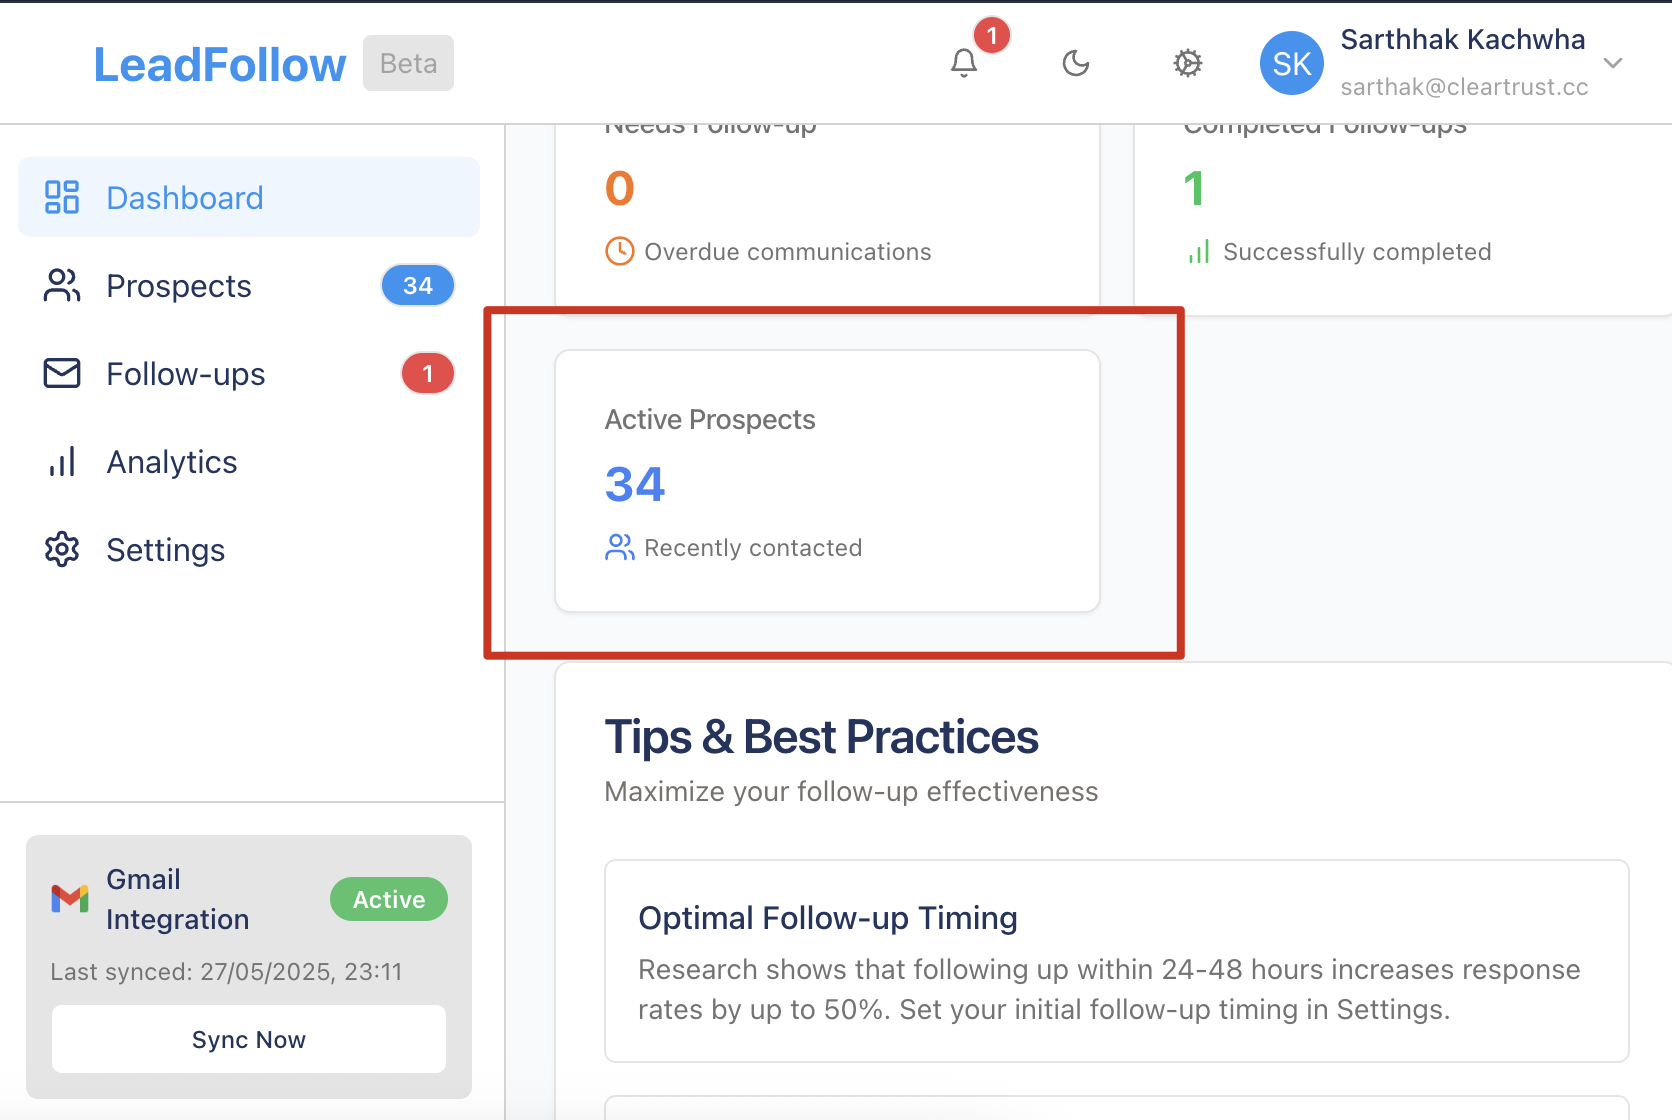 LeadFollow
Beta
1
SK
Sarthhak Kachwha
sarthak@cleartrust.cc
Dashboard
Prospects
34
Follow-ups
1
Analytics
Settings
Gmail
Integration
Active
Last synced: 27/05/2025, 23:11
Sync Now
Needs Follow-up
0
Overdue communications
Completed Follow-ups
1
Successfully completed
Active Prospects
34
Recently contacted
Tips & Best Practices
Maximize your follow-up effectiveness
Optimal Follow-up Timing
Research shows that following up within 24-48 hours increases response
rates by up to 50%. Set your initial follow-up timing in Settings.